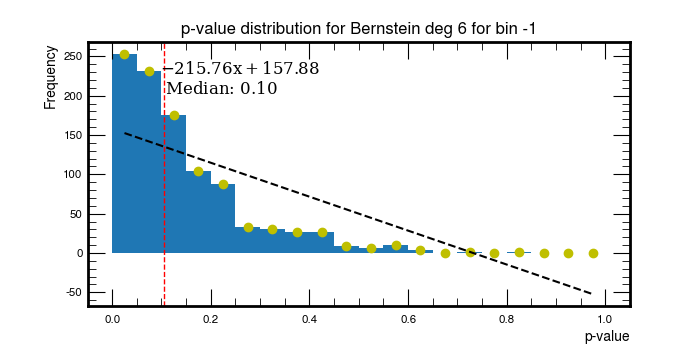 p-value distribution for Bernstein deg 6 for bin -1
Frequency
250
200
150
100
50
0
-50
−215.76x + 157.88
Median: 0.10
0.0 0.2 0.4 0.6 0.8 1.0
p-value